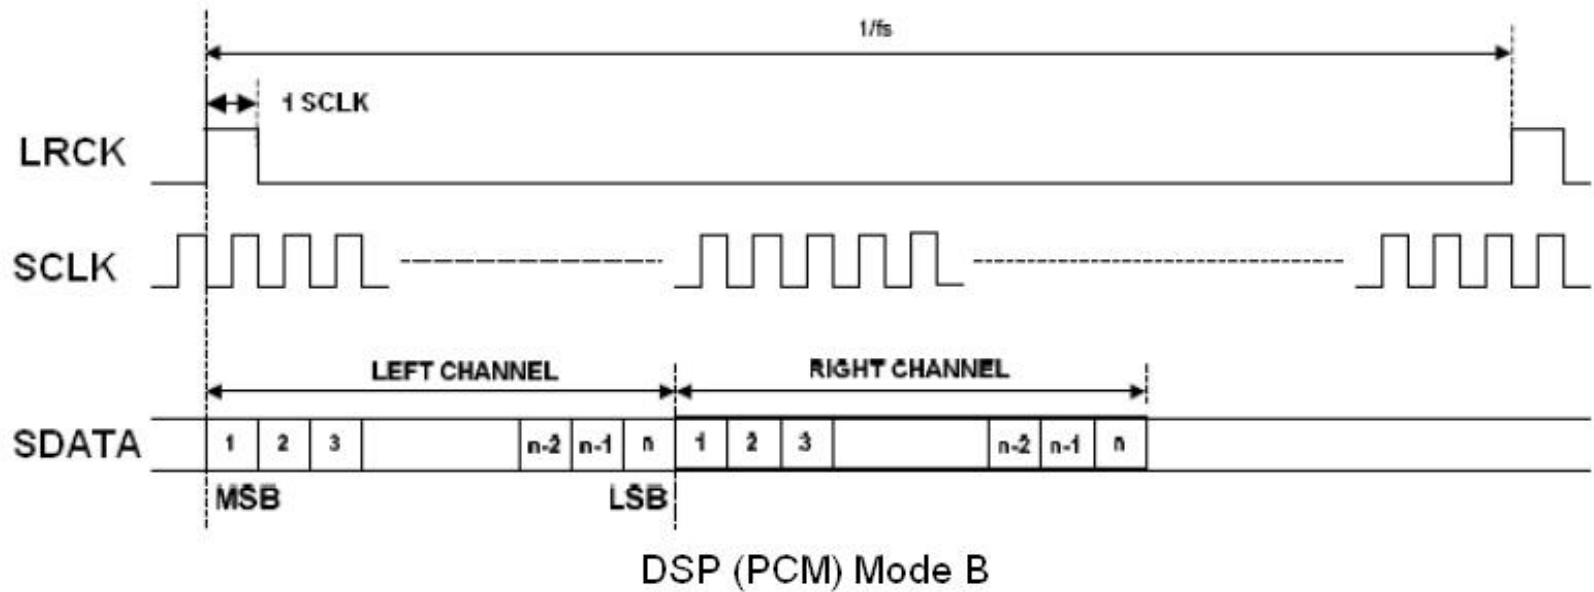 1/fs
1 SCLK
LRCK
SCLK
LEFT CHANNEL RIGHT CHANNEL
SDATA 1 2 3 n-2 n-1 n 1 2 3 n-2 n-1 n
MSB LSB
DSP (PCM) Mode B